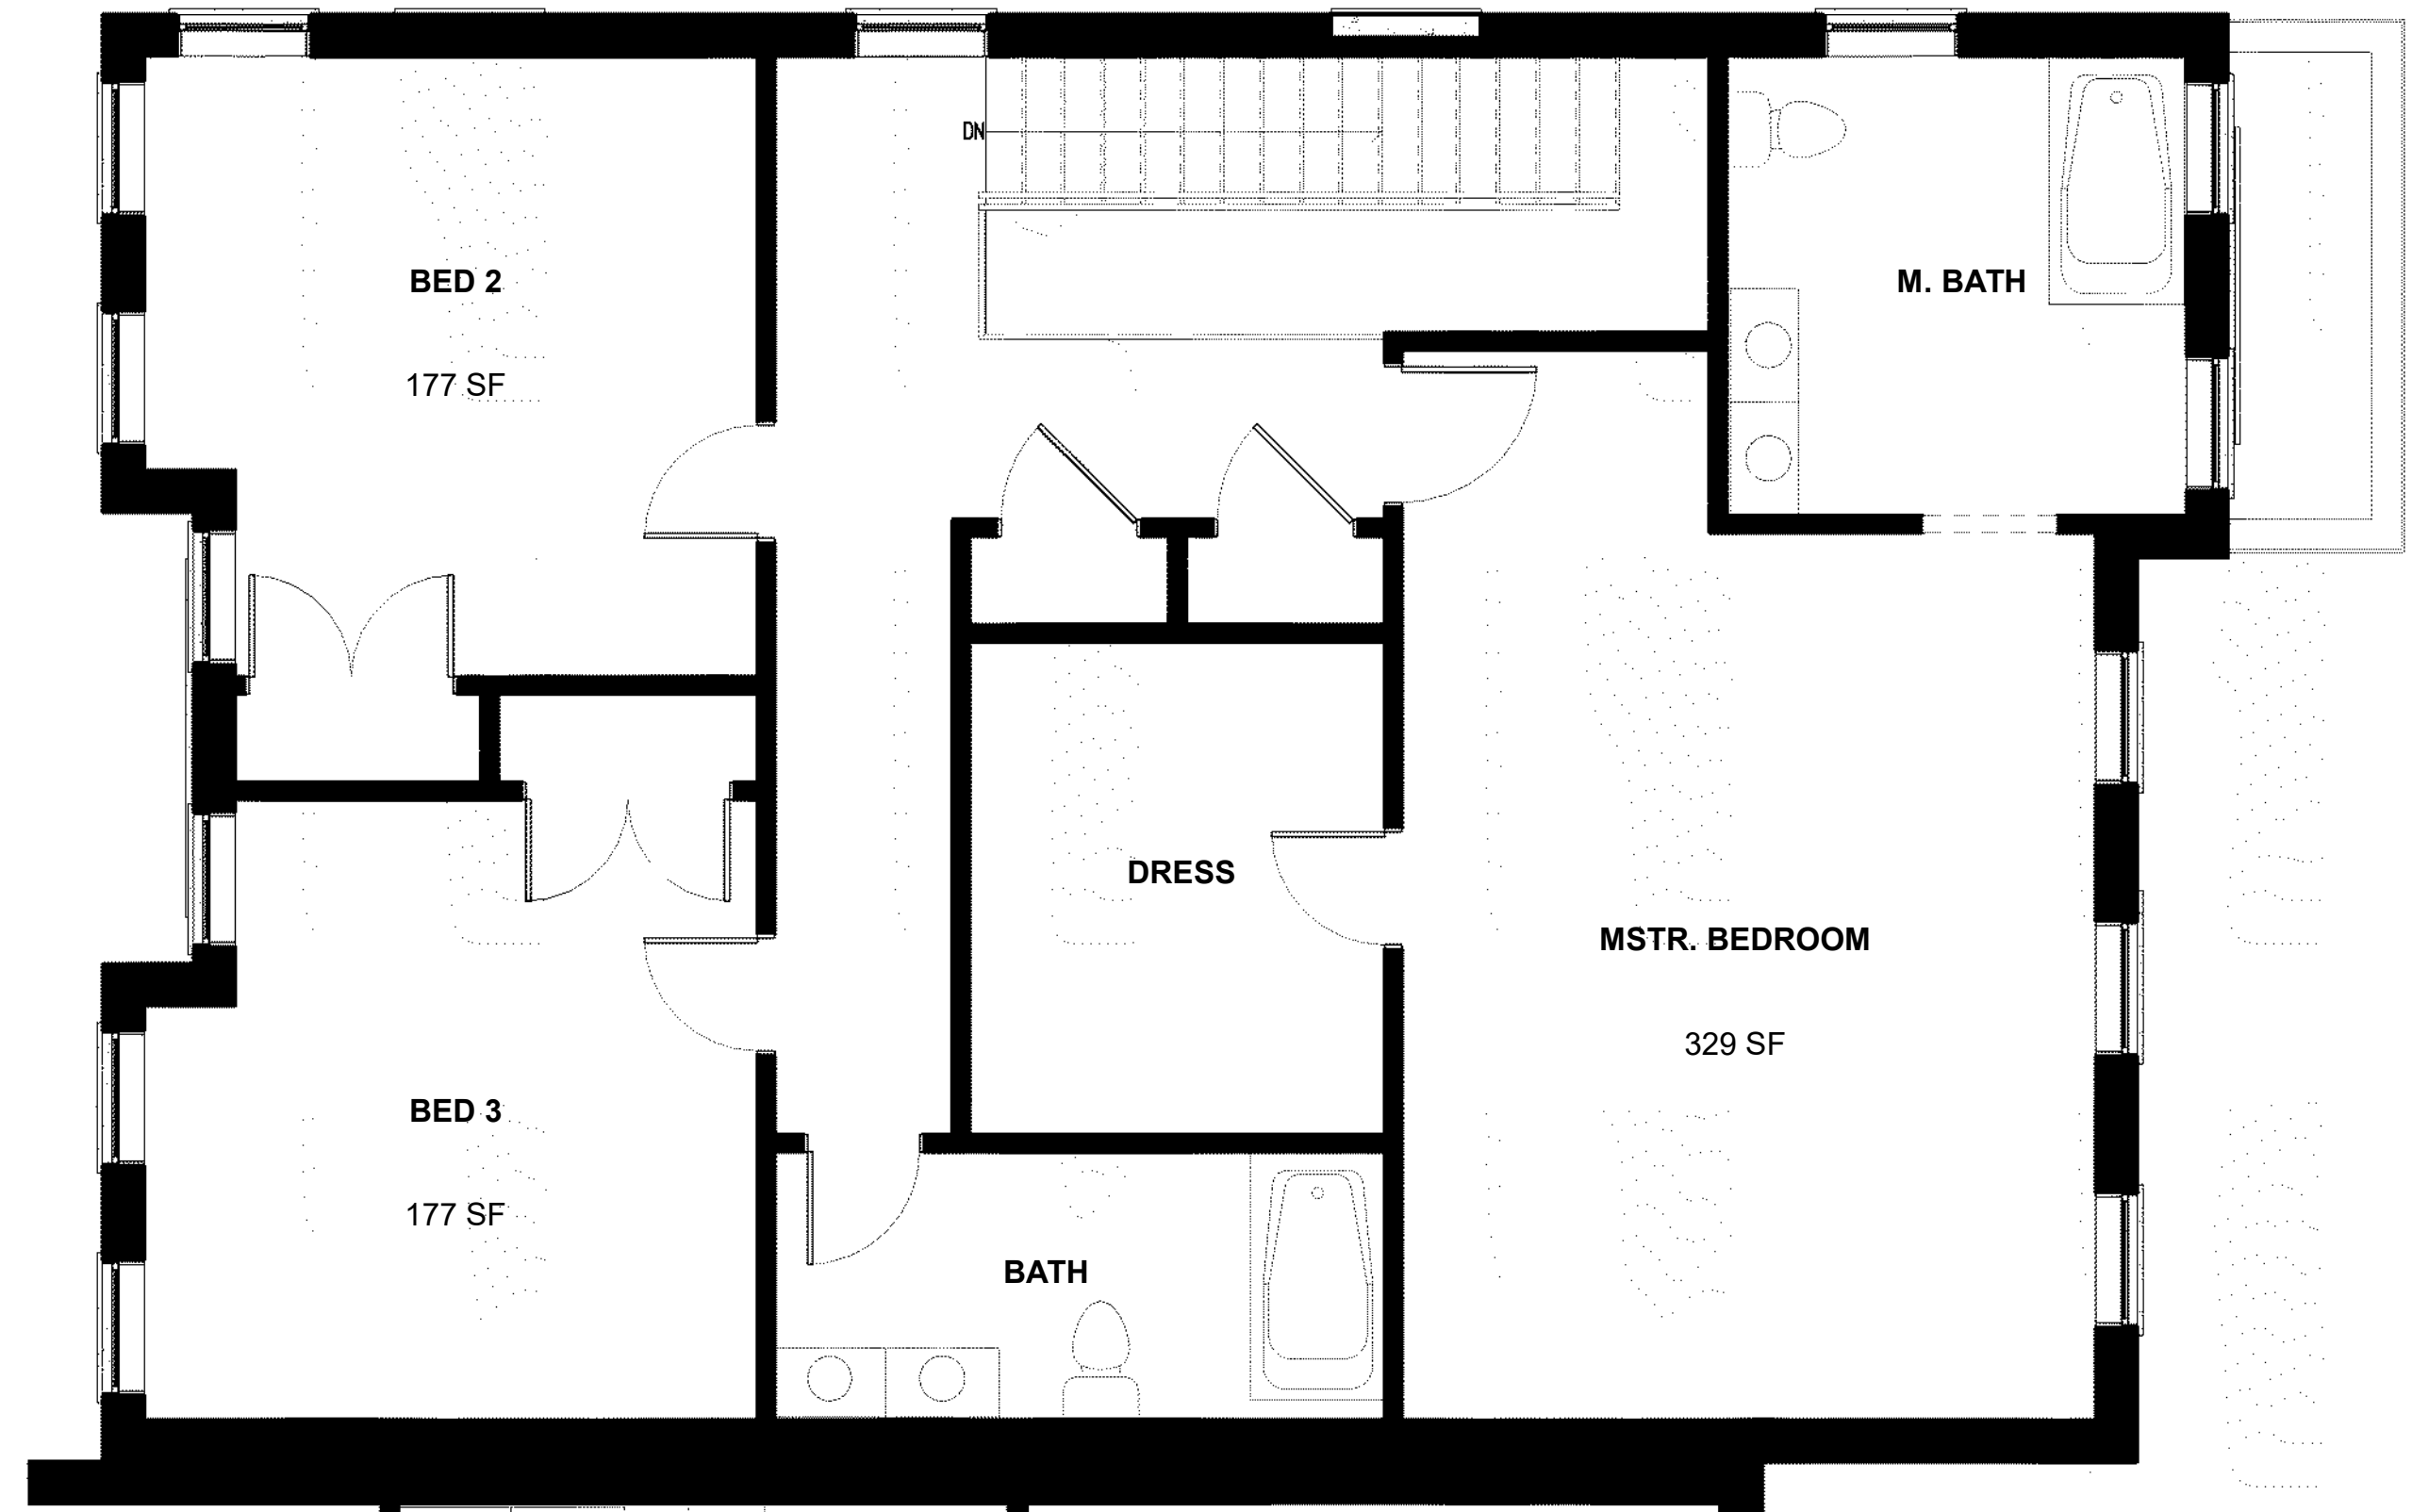 DN
BED 2
177 SF
M. BATH
DRESS
MSTR. BEDROOM
329 SF
BED 3
177 SF
BATH